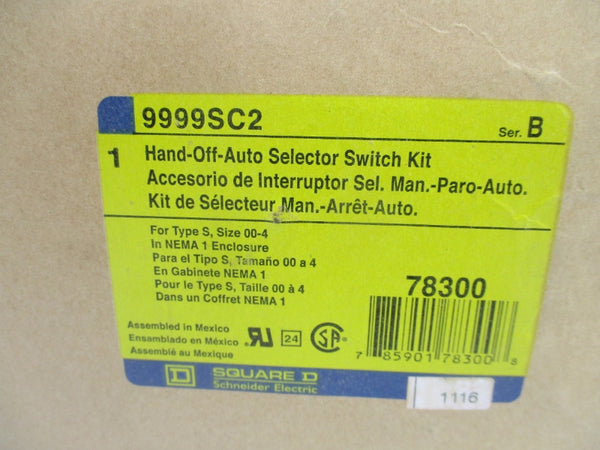 9999SC2
Ser. B
1 Hand-Off-Auto Selector Switch Kit
Accesorio de Interruptor Sel. Man.-Paro-Auto.
Kit de Sélecteur Man.-Arrêt-Auto.
For Type S, Size 00-4
In NEMA 1 Enclosure
Para el Tipo S, Tamaño 00 a 4
En Gabinete NEMA 1
Pour le Type S, Taille 00 à 4
Dans un Coffret NEMA 1
78300
Assembled in Mexico
Ensamblado en México
Assemblé au Mexique
RU
24
SA
7 85901 78300 8
D SQUARE D
Schneider Electric
1116